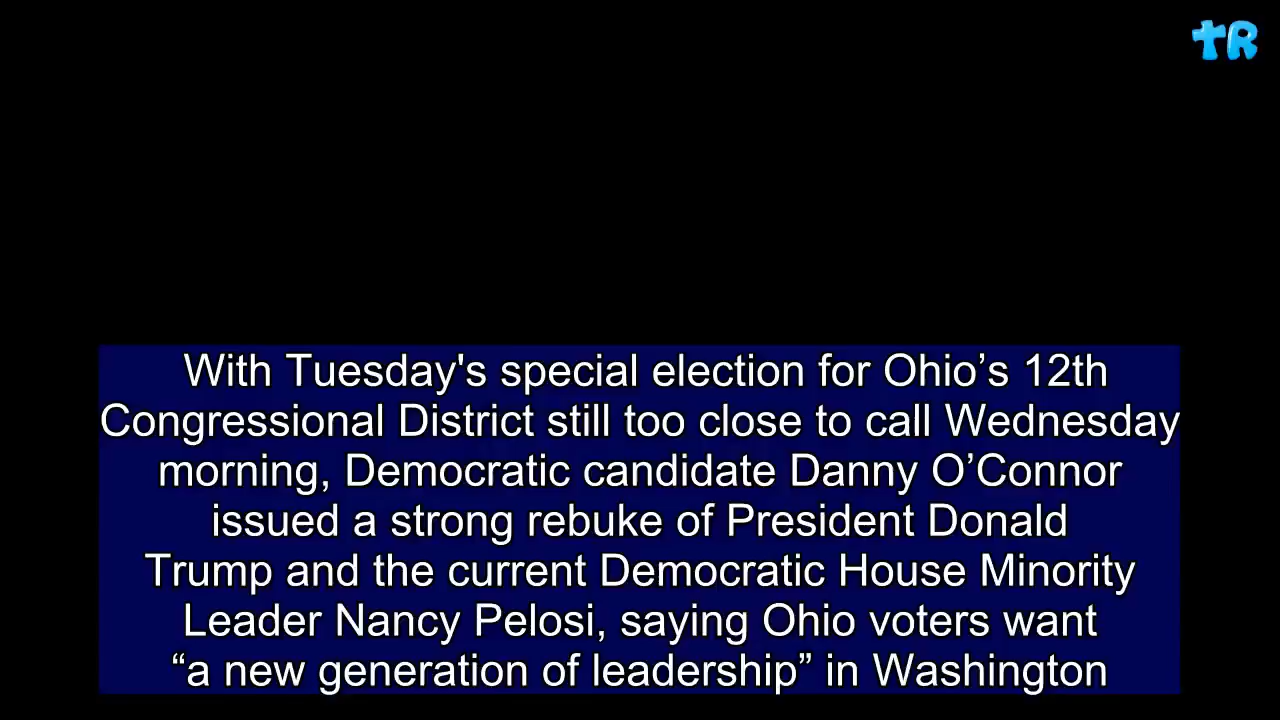 TR
With Tuesday's special election for Ohio’s 12th
Congressional District still too close to call Wednesday
morning, Democratic candidate Danny O’Connor
issued a strong rebuke of President Donald
Trump and the current Democratic House Minority
Leader Nancy Pelosi, saying Ohio voters want
“a new generation of leadership” in Washington